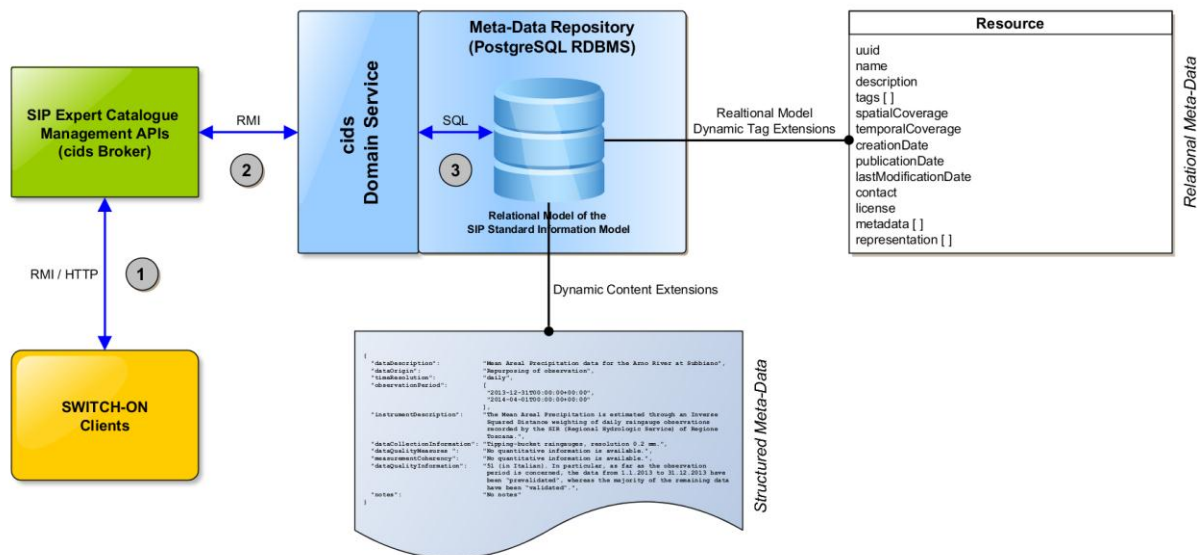 SIP Expert Catalogue
Management APIs
(cids Broker)
RMI
2
RMI / HTTP
1
SWITCH-ON
Clients
cids
Domain Service
SQL
3
Meta-Data Repository
(PostgreSQL RDBMS)
Relational Model of the
SIP Standard Information Model
Realtional Model
Dynamic Tag Extensions
Resource
uuid
name
description
tags [ ]
spatialCoverage
temporalCoverage
creationDate
publicationDate
lastModificationDate
contact
license
metadata [ ]
representation [ ]
Relational Meta-Data
Dynamic Content Extensions
{
"dataDescription": "Mean Areal Precipitation data for the Arno River at Subbiano",
"dataOrigin": "Repurposing of observation",
"timeResolution": "daily",
"observationPeriod": [
"2013-12-31T00:00:00+00:00",
"2014-04-01T00:00:00+00:00"
],
"instrumentDescription": "The Mean Areal Precipitation is estimated through an Inverse
Squared Distance weighting of daily raingauge observations
recorded by the SIR (Regional Hydrologic Service) of Regione
Toscana.",
"dataCollectionInformation": "Tipping-bucket raingauges, resolution 0.2 mm.",
"dataQualityMeasures ": "No quantitative information is available.",
"measurementCoherency": "No quantitative information is available.",
"dataQualityInformation": "51 (in Italian). In particular, as far as the observation
period is concerned, the data from 1.1.2013 to 31.12.2013 have
been "prevalidated", whereas the majority of the remaining data
have been "validated".",
"notes": "No notes"
}
Structured Meta-Data